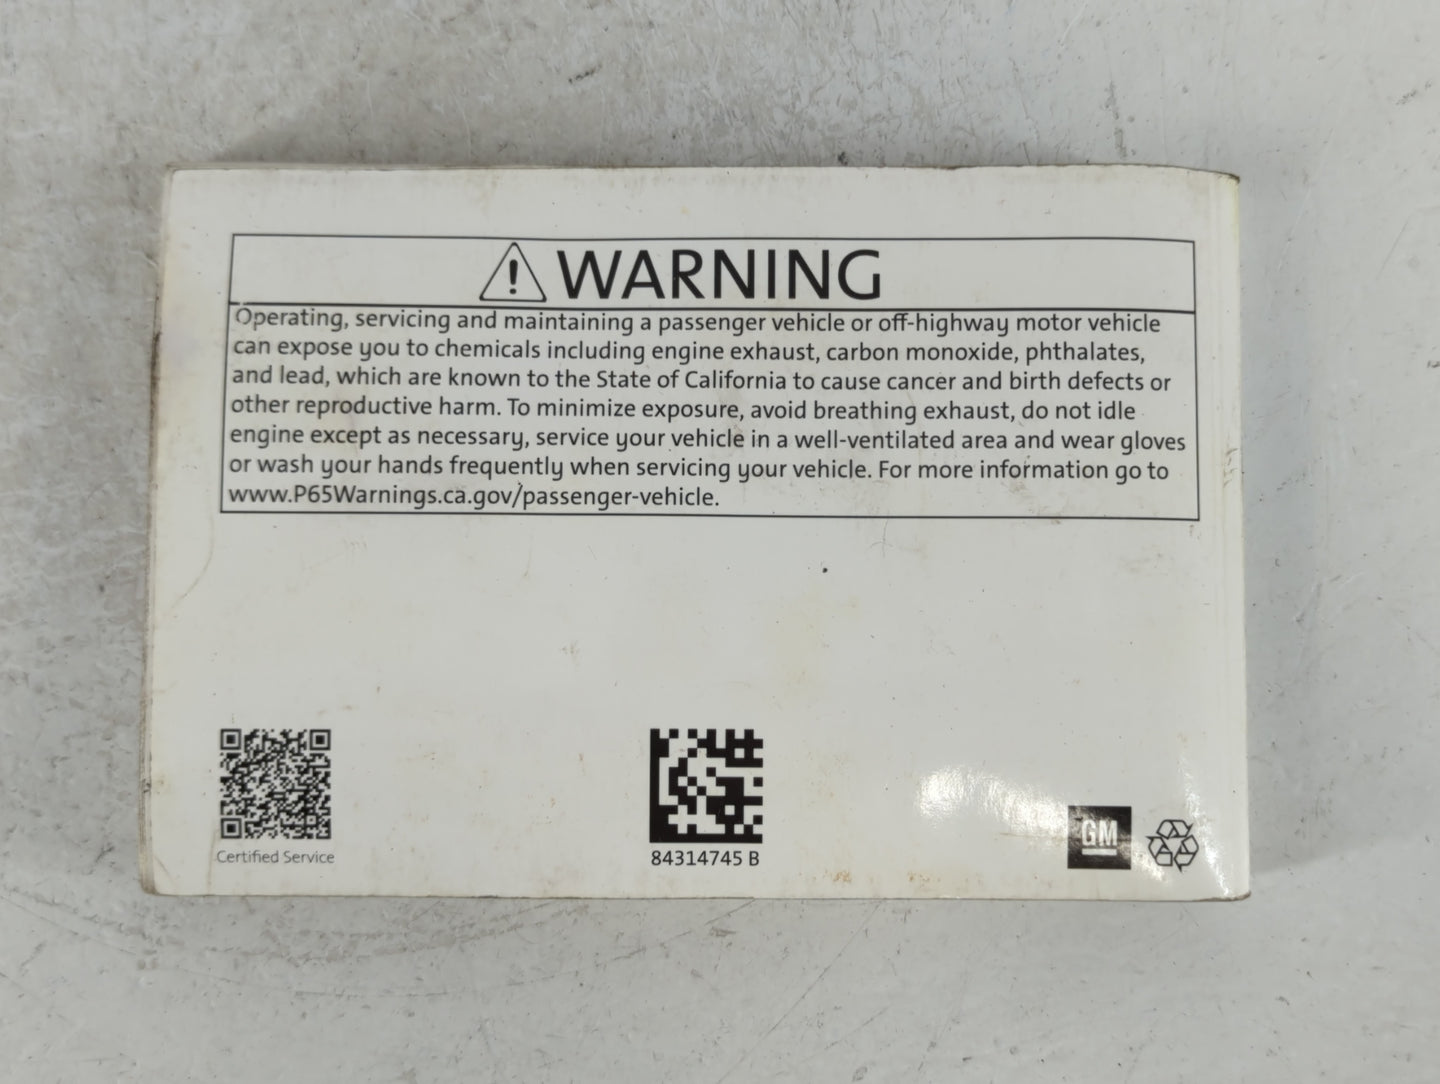 WARNING
Operating, servicing and maintaining a passenger vehicle or off-highway motor vehicle
can expose you to chemicals including engine exhaust, carbon monoxide, phthalates,
and lead, which are known to the State of California to cause cancer and birth defects or
other reproductive harm. To minimize exposure, avoid breathing exhaust, do not idle
engine except as necessary, service your vehicle in a well-ventilated area and wear gloves
or wash your hands frequently when servicing your vehicle. For more information go to
www.P65Warnings.ca.gov/passenger-vehicle.
Certified Service
84314745 B
GM